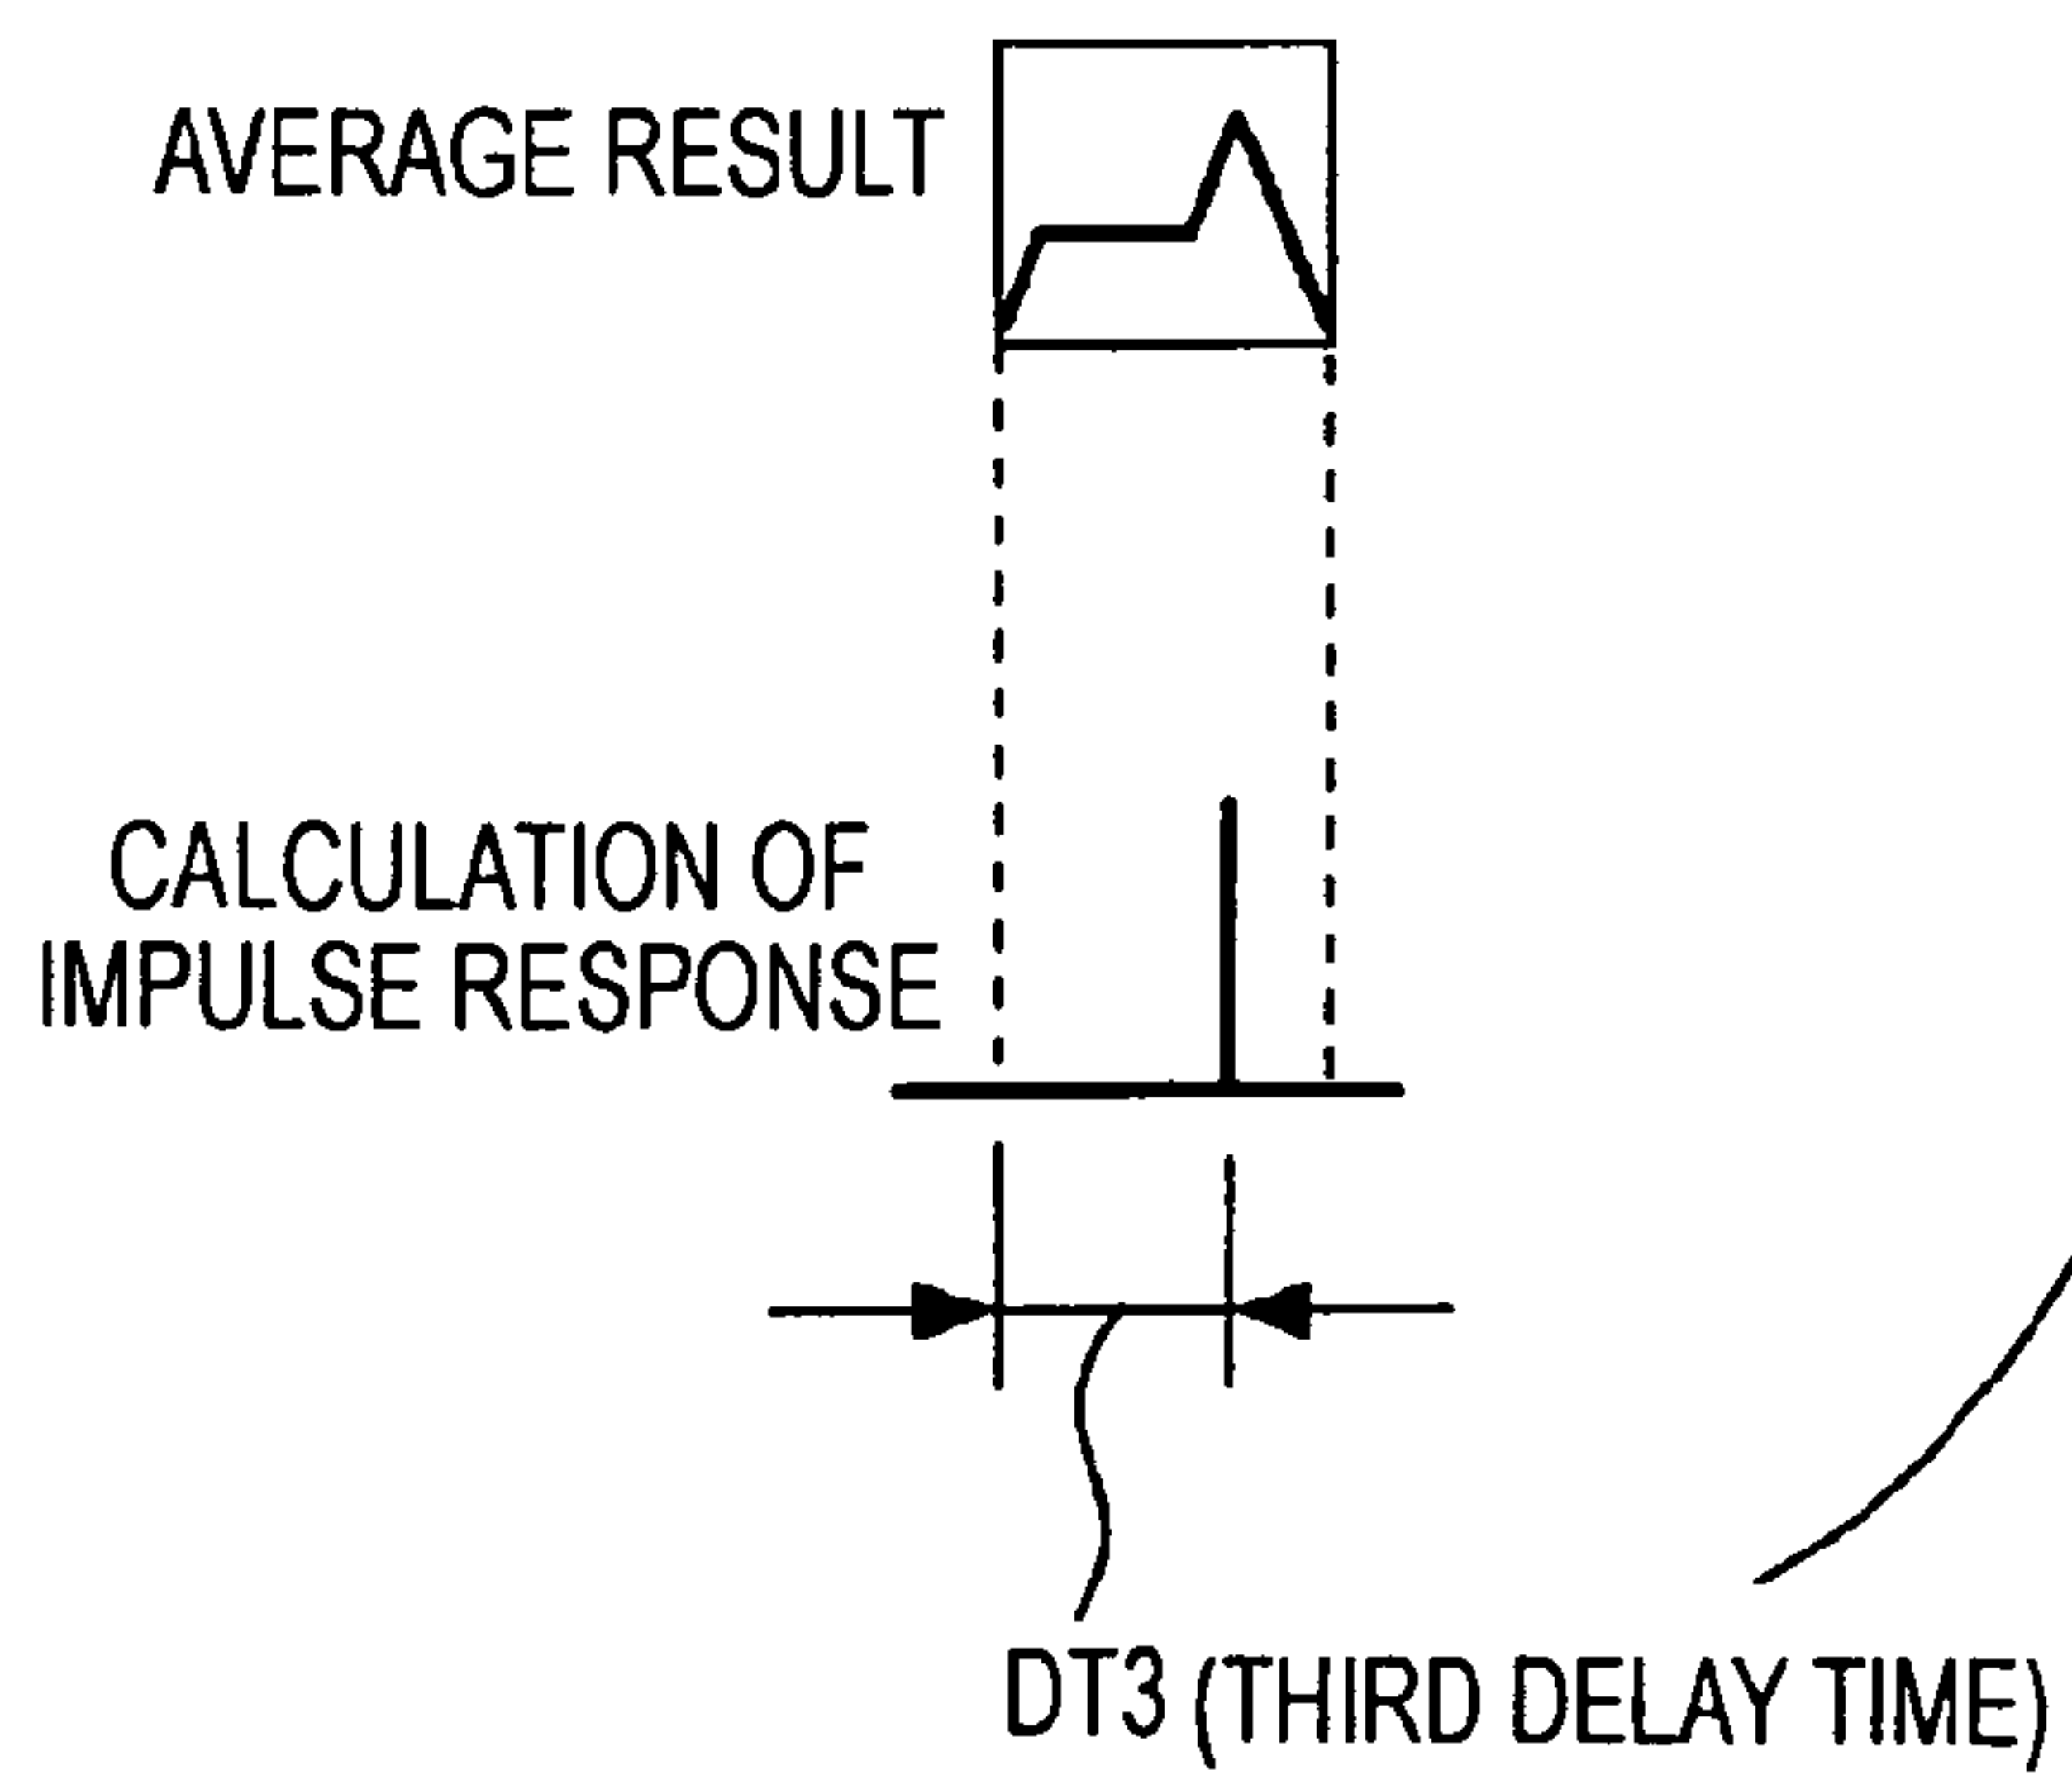 AVERAGE RESULT
CALCULATION OF
IMPULSE RESPONSE
DT3 (THIRD DELAY TIME)